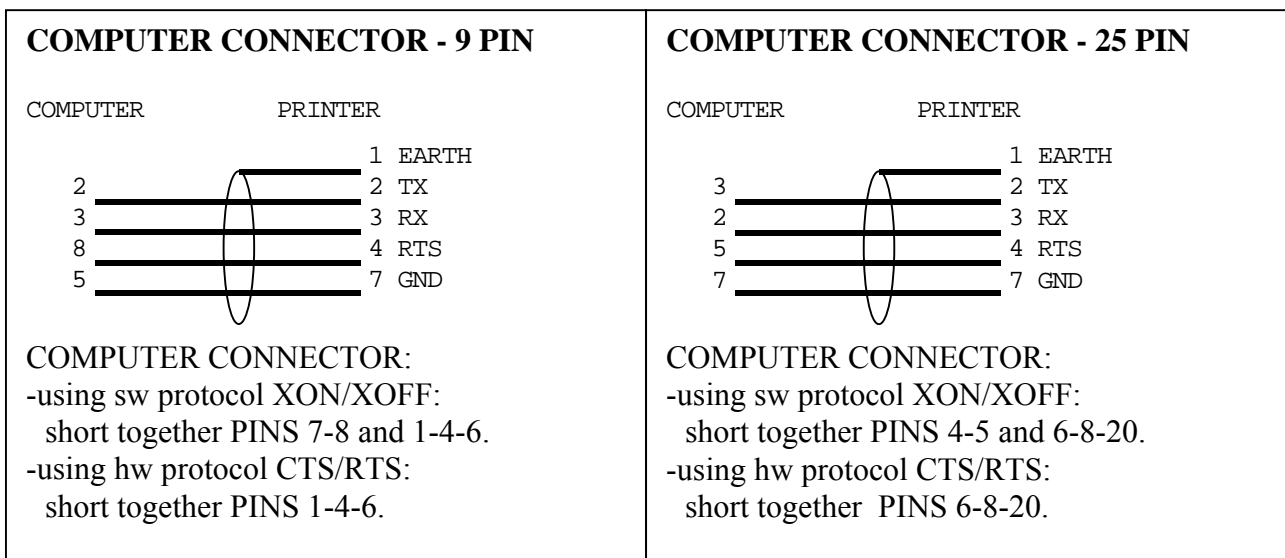 COMPUTER CONNECTOR - 9 PIN
COMPUTER PRINTER
1 EARTH
2 2 TX
3 3 RX
8 4 RTS
5 7 GND
COMPUTER CONNECTOR:
-using sw protocol XON/XOFF:
short together PINS 7-8 and 1-4-6.
-using hw protocol CTS/RTS:
short together PINS 1-4-6.
COMPUTER CONNECTOR - 25 PIN
COMPUTER PRINTER
1 EARTH
3 2 TX
2 3 RX
5 4 RTS
7 7 GND
COMPUTER CONNECTOR:
-using sw protocol XON/XOFF:
short together PINS 4-5 and 6-8-20.
-using hw protocol CTS/RTS:
short together PINS 6-8-20.